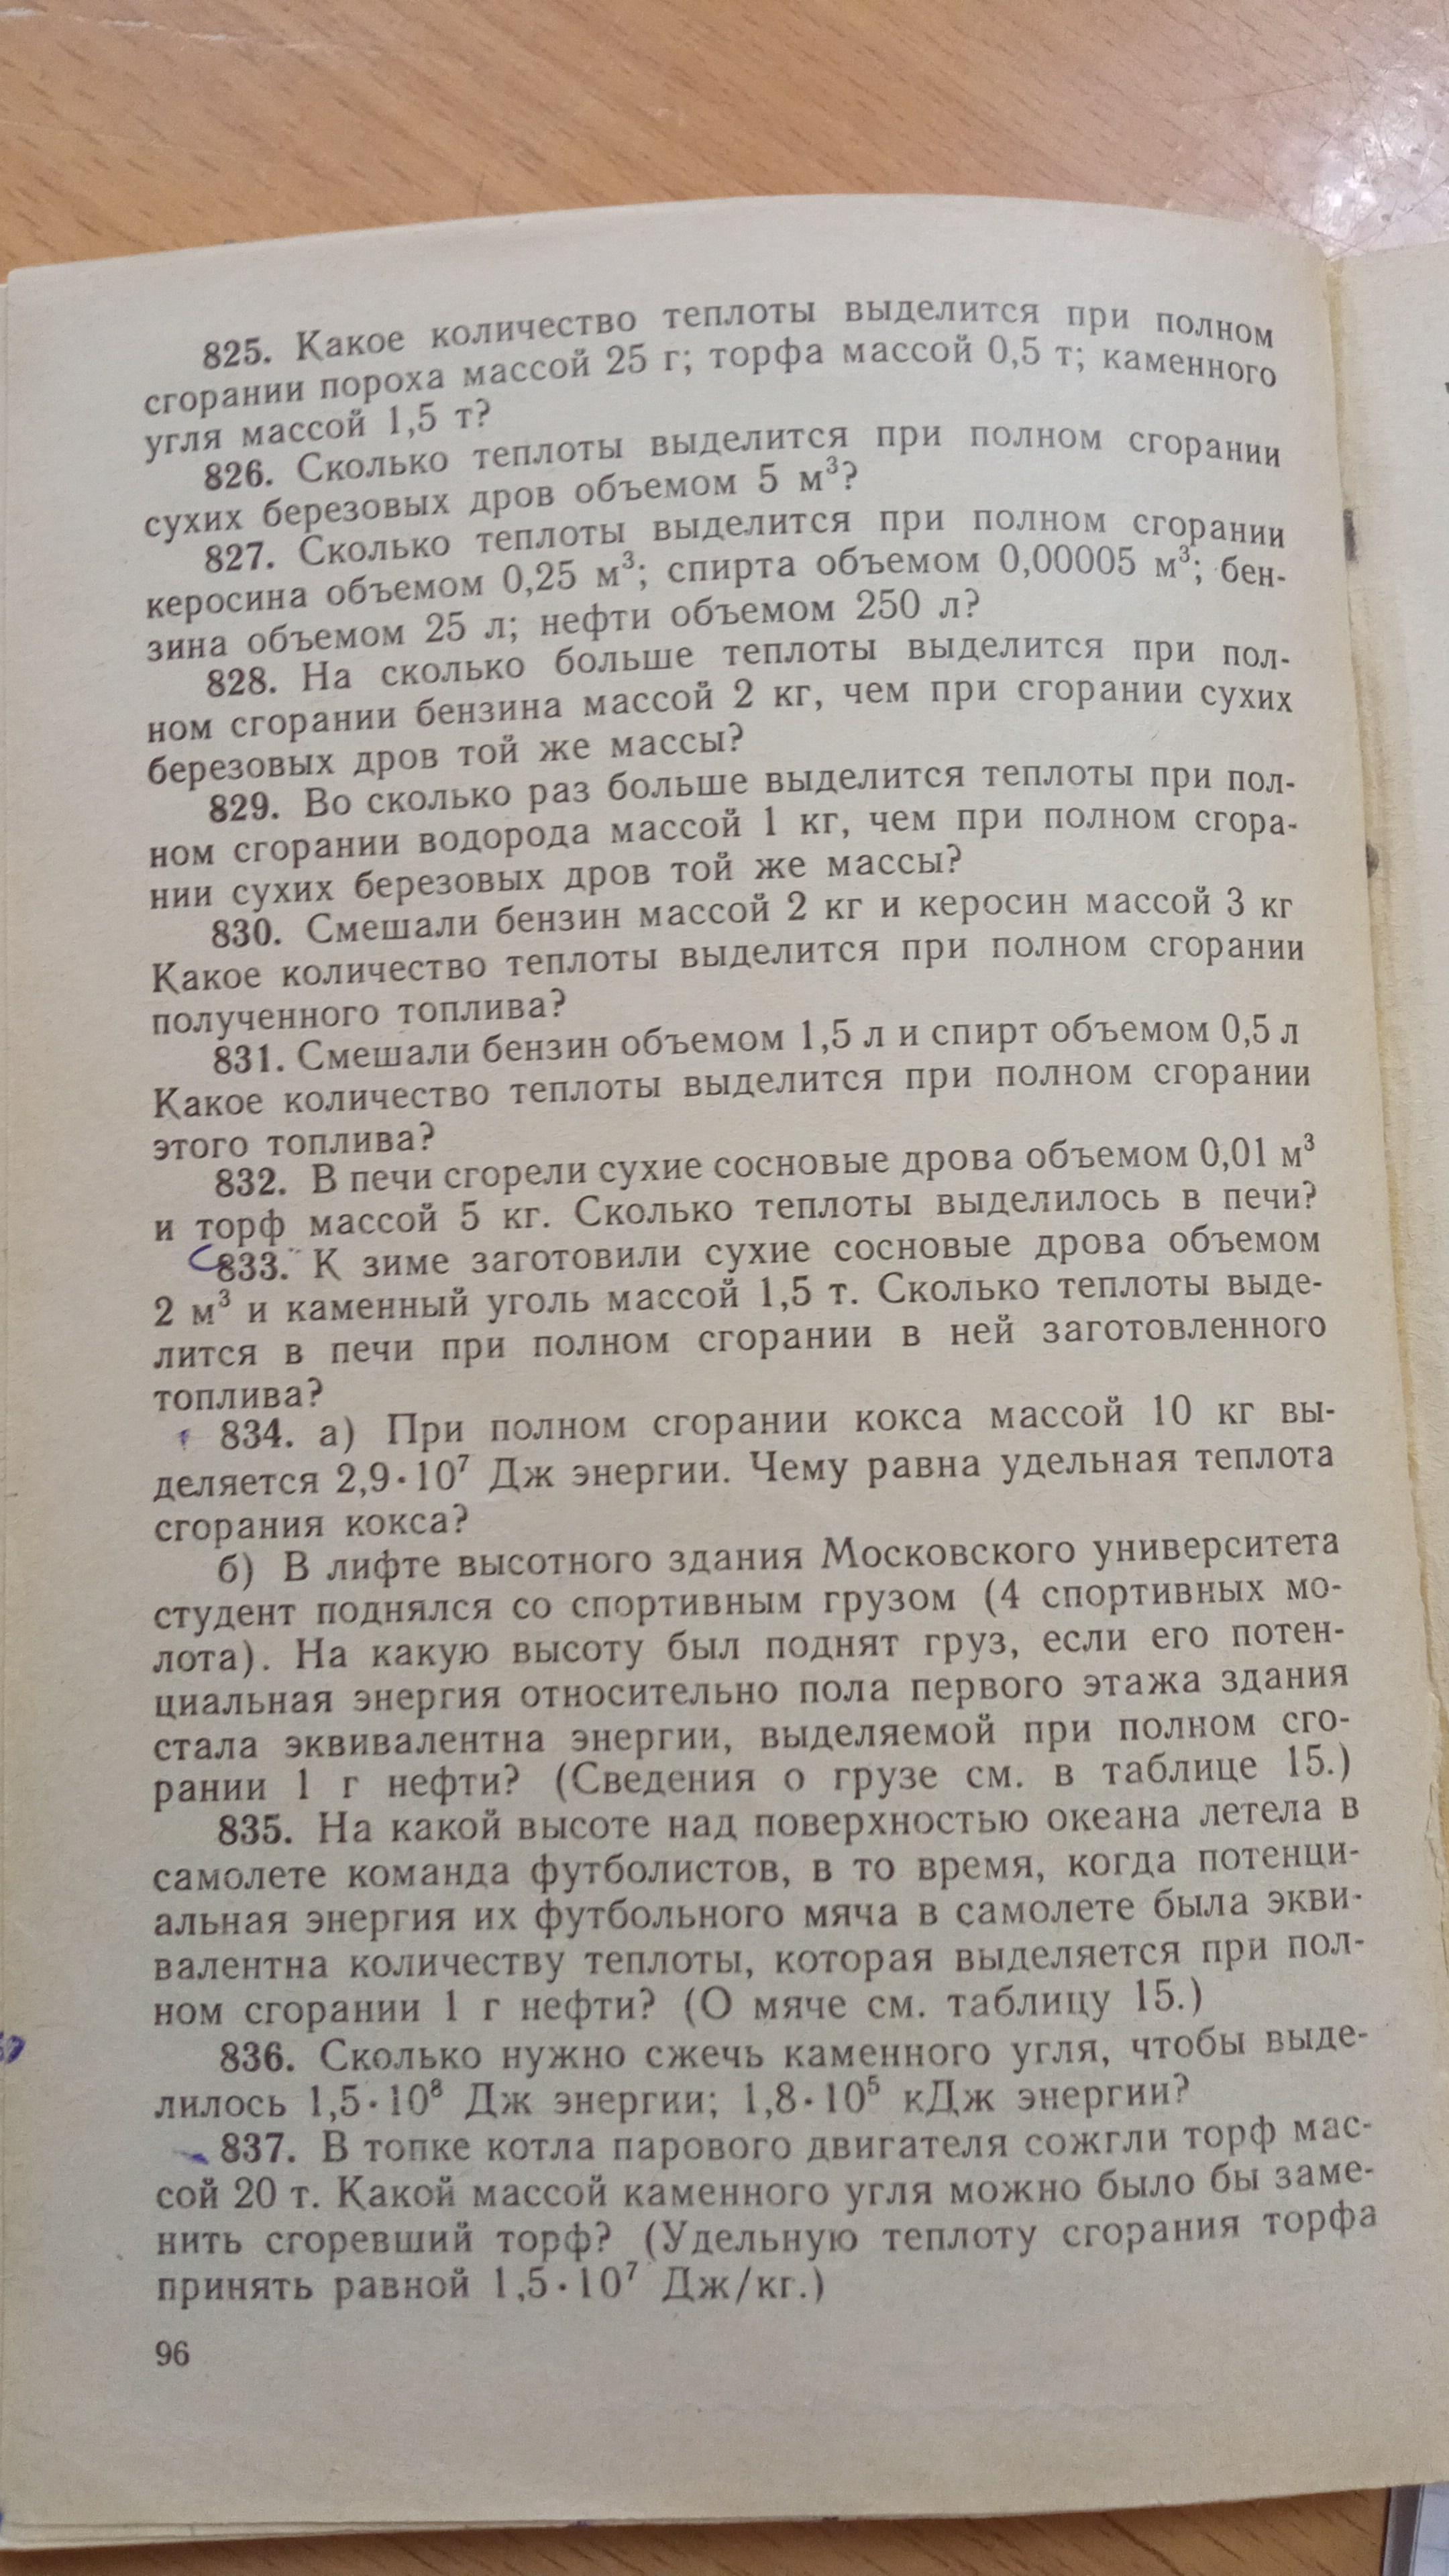 825. Какое количество теплоты выделится при полном
сгорании пороха массой 25 г; торфа массой 0,5 т; каменного
угля массой 1,5 т?
826. Сколько теплоты выделится при полном сгорании
сухих березовых дров объемом 5 м³?
827. Сколько теплоты выделится при полном сгорании
керосина объемом 0,25 м³; спирта объемом 0,00005 м³; бен-
зина объемом 25 л; нефти объемом 250 л?
828. На сколько больше теплоты выделится при пол-
ном сгорании бензина массой 2 кг, чем при сгорании сухих
березовых дров той же массы?
829. Во сколько раз больше выделится теплоты при пол-
ном сгорании водорода массой 1 кг, чем при полном сгора-
нии сухих березовых дров той же массы?
830. Смешали бензин массой 2 кг и керосин массой 3 кг
Какое количество теплоты выделится при полном сгорании
полученного топлива?
831. Смешали бензин объемом 1,5 л и спирт объемом 0,5 л
Какое количество теплоты выделится при полном сгорании
этого топлива?
832. В печи сгорели сухие сосновые дрова объемом 0,01 м³
и торф массой 5 кг. Сколько теплоты выделилось в печи?
833. К зиме заготовили сухие сосновые дрова объемом
2 м³ и каменный уголь массой 1,5 т. Сколько теплоты выде-
лится в печи при полном сгорании в ней заготовленного
топлива?
834. а) При полном сгорании кокса массой 10 кг вы-
деляется 2,9·10⁷ Дж энергии. Чему равна удельная теплота
сгорания кокса?
б) В лифте высотного здания Московского университета
студент поднялся со спортивным грузом (4 спортивных мо-
лота). На какую высоту был поднят груз, если его потен-
циальная энергия относительно пола первого этажа здания
стала эквивалентна энергии, выделяемой при полном сго-
рании 1 г нефти? (Сведения о грузе см. в таблице 15.)
835. На какой высоте над поверхностью океана летела в
самолете команда футболистов, в то время, когда потенци-
альная энергия их футбольного мяча в самолете была экви-
валентна количеству теплоты, которая выделяется при пол-
ном сгорании 1 г нефти? (О мяче см. таблицу 15.)
836. Сколько нужно сжечь каменного угля, чтобы выде-
лилось 1,5·10⁸ Дж энергии; 1,8·10⁵ кДж энергии?
837. В топке котла парового двигателя сожгли торф мас-
сой 20 т. Какой массой каменного угля можно было бы заме-
нить сгоревший торф? (Удельную теплоту сгорания торфа
принять равной 1,5·10⁷ Дж/кг.)
96